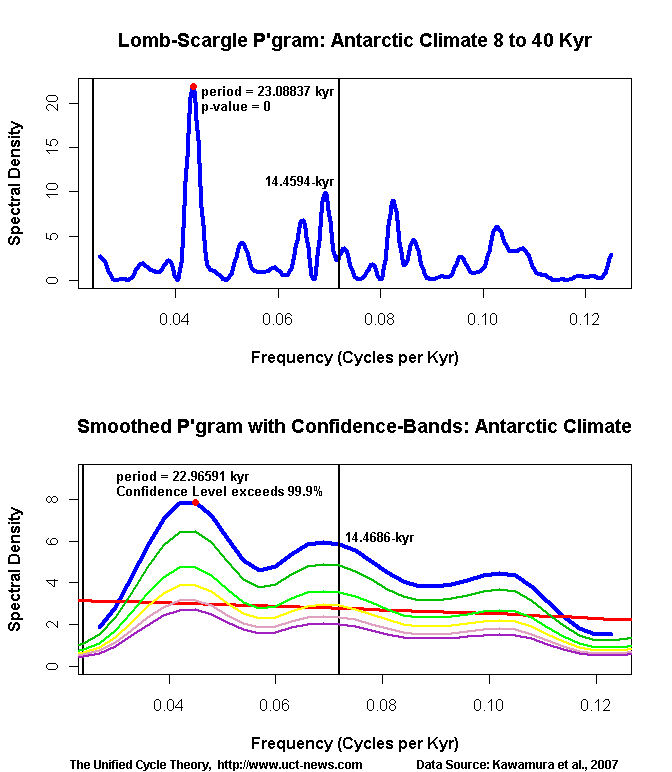 Lomb-Scargle P'gram: Antarctic Climate 8 to 40 Kyr
period = 23.08837 kyr
p-value = 0
14.4594-kyr
Spectral Density
20
15
10
5
0
0.04 0.06 0.08 0.10 0.12
Frequency (Cycles per Kyr)
Smoothed P'gram with Confidence-Bands: Antarctic Climate
period = 22.96591 kyr
Confidence Level exceeds 99.9%
14.4686-kyr
Spectral Density
8
6
4
2
0
0.04 0.06 0.08 0.10 0.12
Frequency (Cycles per Kyr)
The Unified Cycle Theory, http://www.uct-news.com Data Source: Kawamura et al., 2007